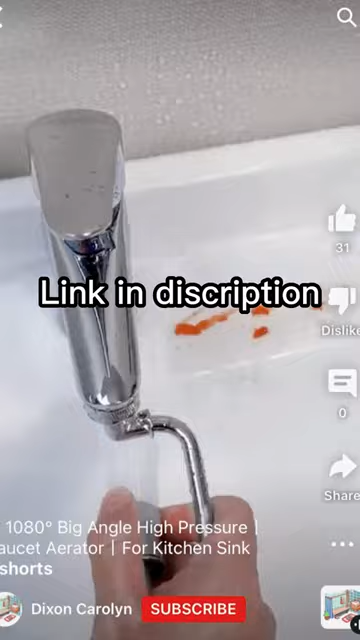 Link in discription
31
Dislike
0
Share
1080° Big Angle High Pressure |
aucet Aerator | For Kitchen Sink
shorts
Dixon Carolyn
SUBSCRIBE